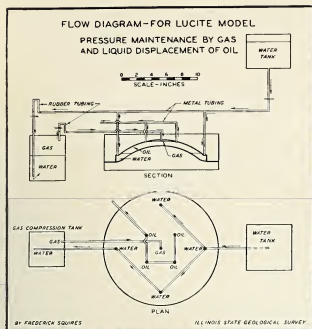 FLOW DIAGRAM-FOR LUCITE MODEL
PRESSURE MAINTENANCE BY GAS
AND LIQUID DISPLACEMENT OF OIL
WATER
TANK
0 2 4 6 8 10
SCALE-INCHES
RUBBER TUBING
METAL TUBING
GAS
WATER
OIL
WATER
GAS
SECTION
WATER
GAS COMPRESSION TANK
OIL
OIL
WATER
TANK
GAS
GAS
WATER
WATER
WATER
OIL
OIL
WATER
PLAN
BY FREDERICK SQUIRES
ILLINOIS STATE GEOLOGICAL SURVEY